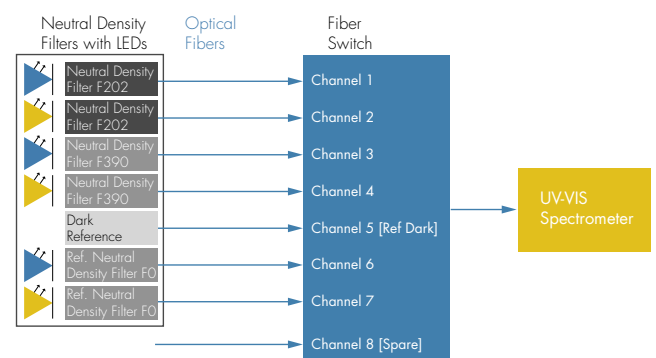 Neutral Density
Filters with LEDs
Optical
Fibers
Fiber
Switch
Neutral Density
Filter F202
Channel 1
Neutral Density
Filter F202
Channel 2
Neutral Density
Filter F390
Channel 3
Neutral Density
Filter F390
Channel 4
Dark
Reference
Channel 5 [Ref Dark]
Ref. Neutral
Density Filter F0
Channel 6
Ref. Neutral
Density Filter F0
Channel 7
Channel 8 [Spare]
UV-VIS
Spectrometer